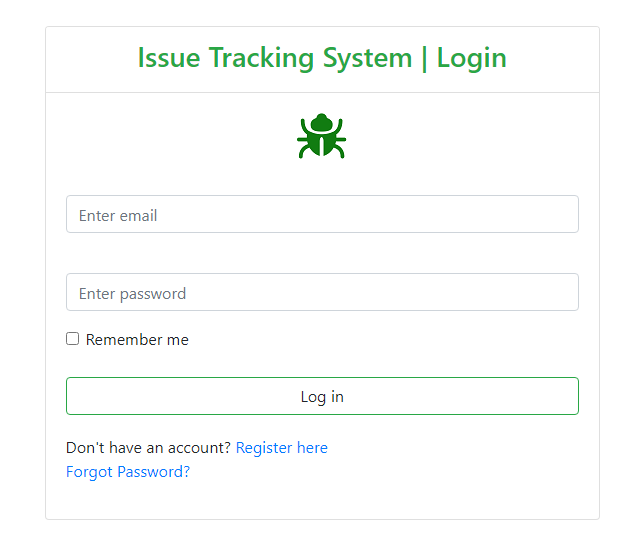 Issue Tracking System | Login
Enter email
Enter password
Remember me
Log in
Don't have an account? Register here
Forgot Password?